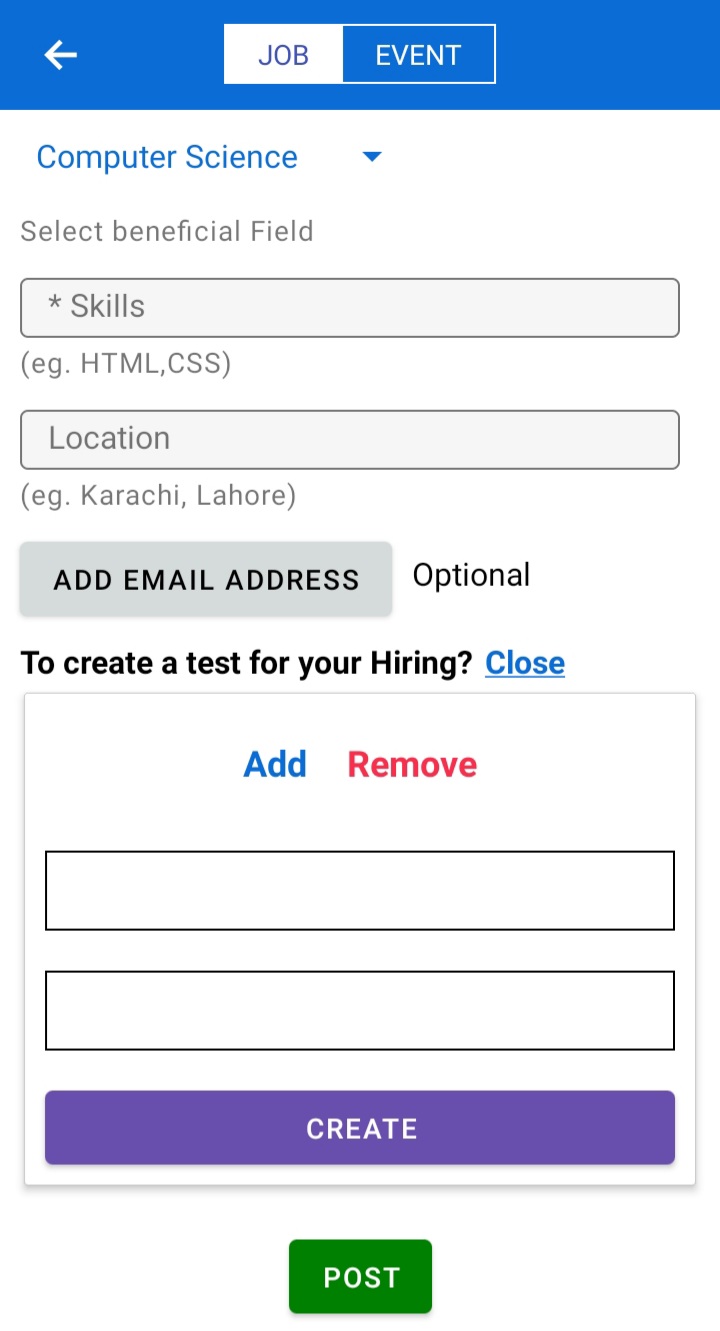 JOB EVENT
Computer Science
Select beneficial Field
* Skills
(eg. HTML,CSS)
Location
(eg. Karachi, Lahore)
ADD EMAIL ADDRESS Optional
To create a test for your Hiring? Close
Add Remove
CREATE
POST